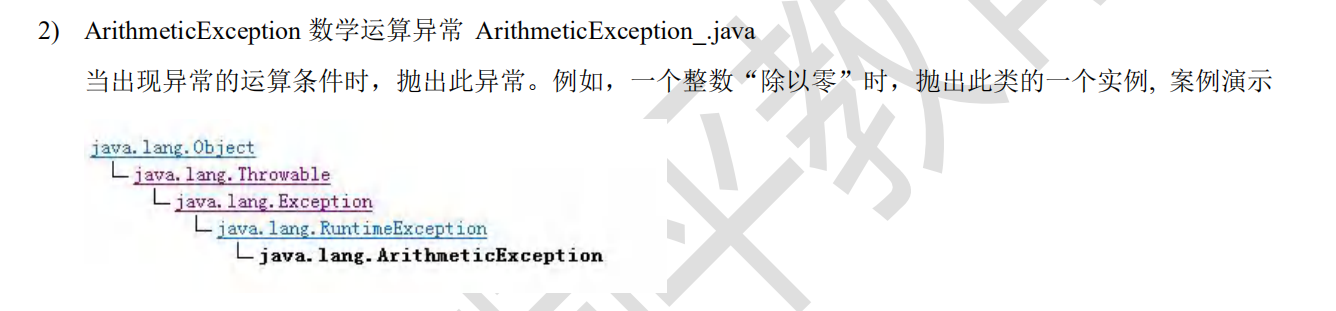 2) ArithmeticException 数学运算异常 ArithmeticException_.java
当出现异常的运算条件时，抛出此异常。例如，一个整数“除以零”时，抛出此类的一个实例, 案例演示
java.lang.Object
java.lang.Throwable
java.lang.Exception
java.lang.RuntimeException
java.lang.ArithmeticException